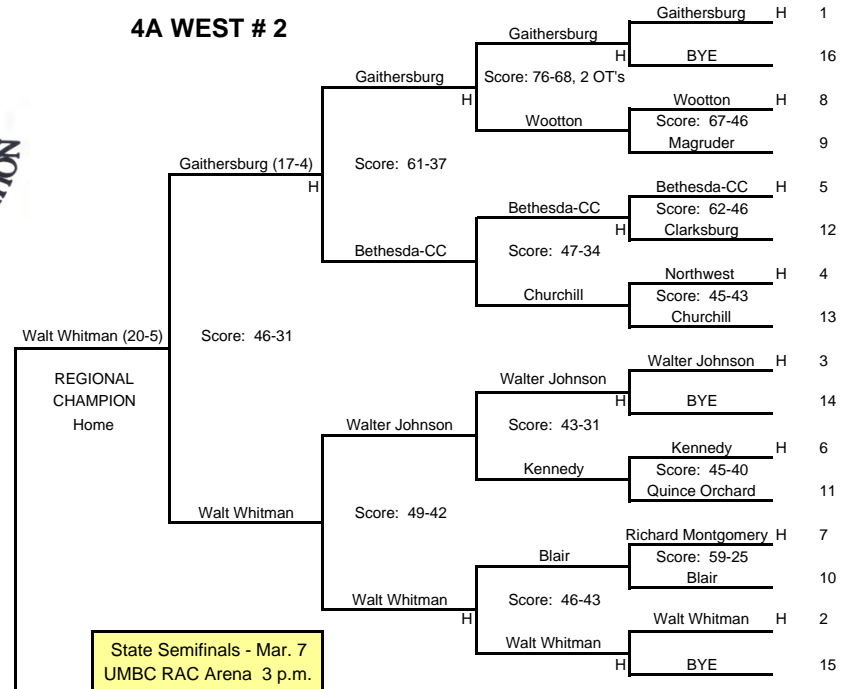 4A WEST # 2
Gaithersburg H 1
Gaithersburg
H BYE 16
Gaithersburg
Score: 76-68, 2 OT's
H
Wootton H 8
Wootton
Score: 67-46
Magruder 9
Gaithersburg (17-4)
H
Score: 61-37
Bethesda-CC H 5
Bethesda-CC
Score: 62-46
H
Clarksburg 12
Bethesda-CC
Score: 47-34
Northwest H 4
Churchill
Score: 45-43
Churchill 13
Walt Whitman (20-5)
Score: 46-31
REGIONAL
CHAMPION
Home
Walter Johnson H 3
Walter Johnson
H BYE 14
Walter Johnson
Score: 43-31
Kennedy H 6
Kennedy
Score: 45-40
Quince Orchard 11
Walt Whitman
Score: 49-42
Richard Montgomery H 7
Blair
Score: 59-25
Blair 10
Walt Whitman
H
Score: 46-43
Walt Whitman H 2
Walt Whitman
H BYE 15
State Semifinals - Mar. 7
UMBC RAC Arena 3 p.m.